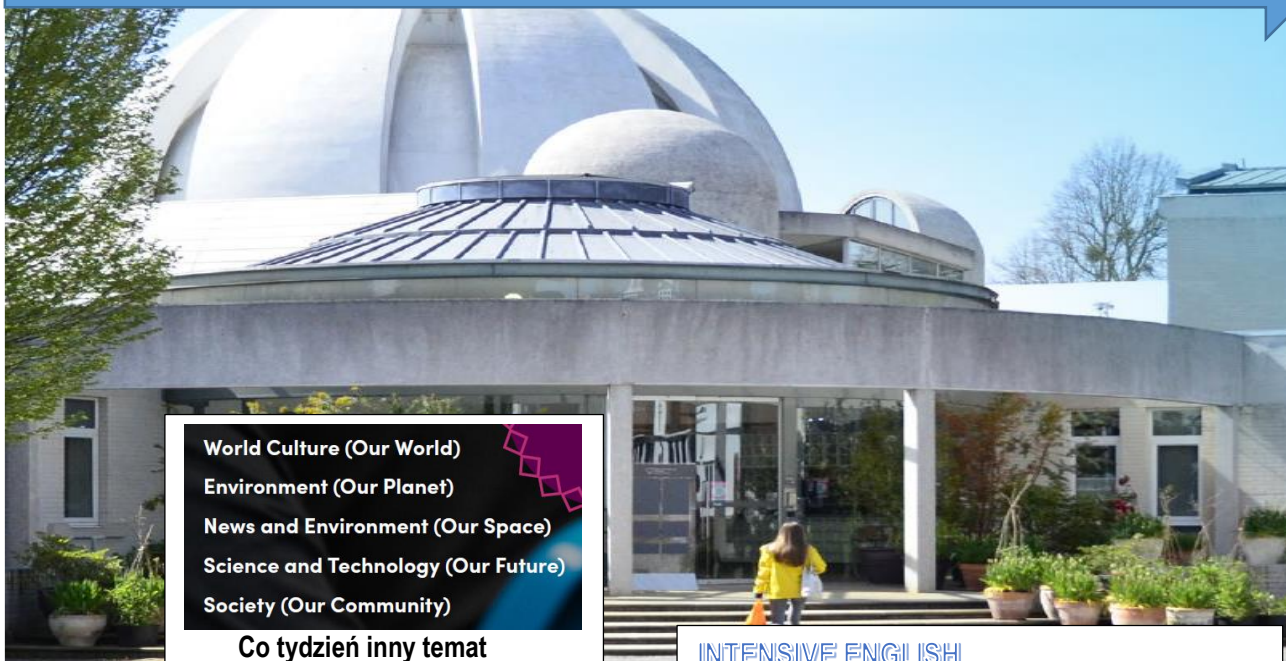 World Culture (Our World)
Environment (Our Planet)
News and Environment (Our Space)
Science and Technology (Our Future)
Society (Our Community)
Co tydzień inny temat
INTENSIVE ENGLISH